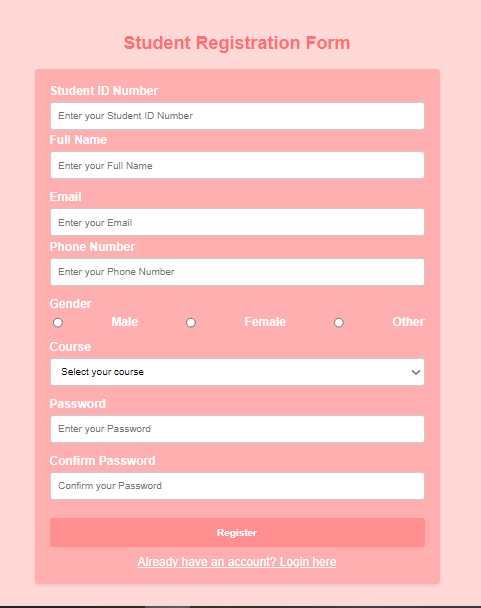 Student Registration Form
Student ID Number
Enter your Student ID Number
Full Name
Enter your Full Name
Email
Enter your Email
Phone Number
Enter your Phone Number
Gender
Male Female Other
Course
Select your course
Password
Enter your Password
Confirm Password
Confirm your Password
Register
Already have an account? Login here